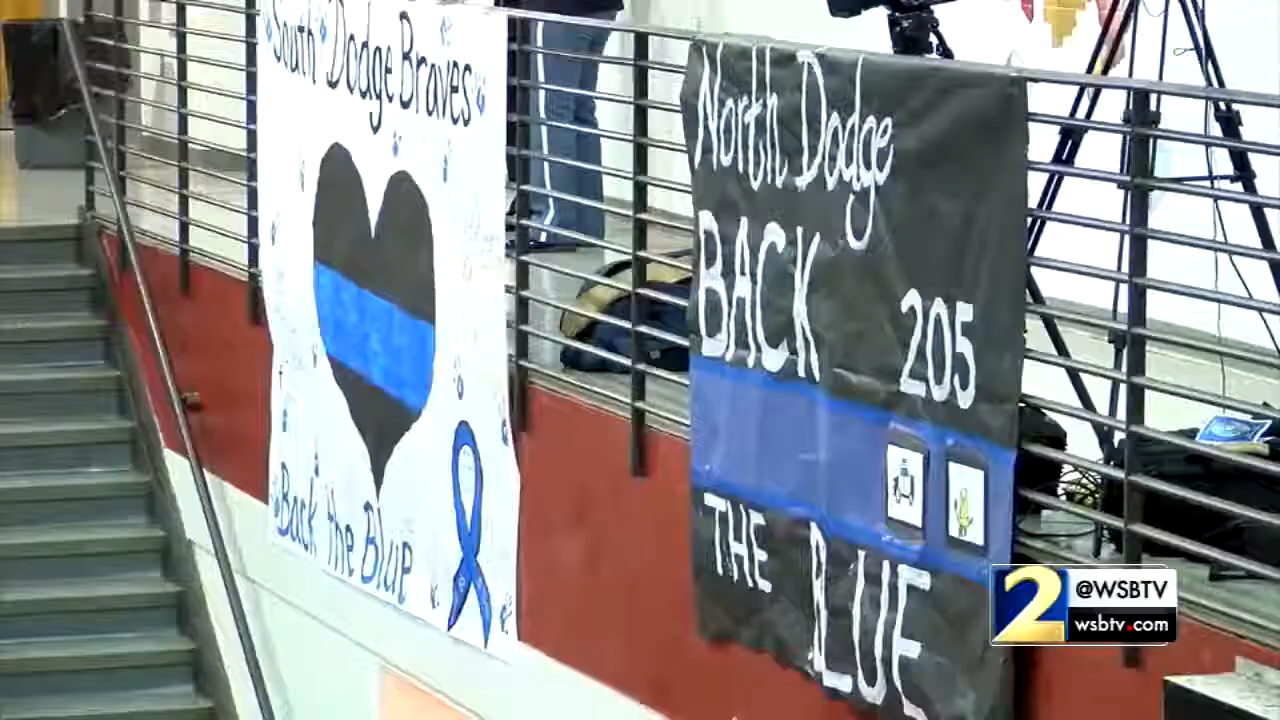 South Dodge Braves
Back the Blue
North Dodge
BACK
205
THE BLUE
2
@WSBTV
wsbtv.com